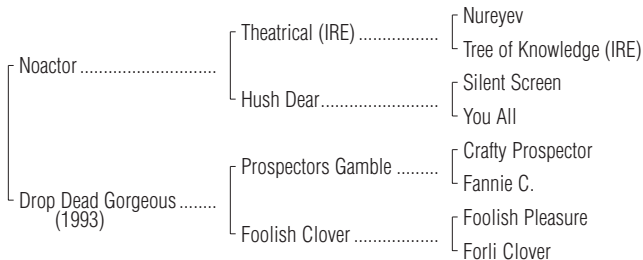 Nureyev
Theatrical (IRE) .................
Tree of Knowledge (IRE)
Noactor .............................
Silent Screen
Hush Dear.........................
You All
Crafty Prospector
Prospectors Gamble .........
Fannie C.
Drop Dead Gorgeous ........
(1993)
Foolish Pleasure
Foolish Clover ..................
Forli Clover